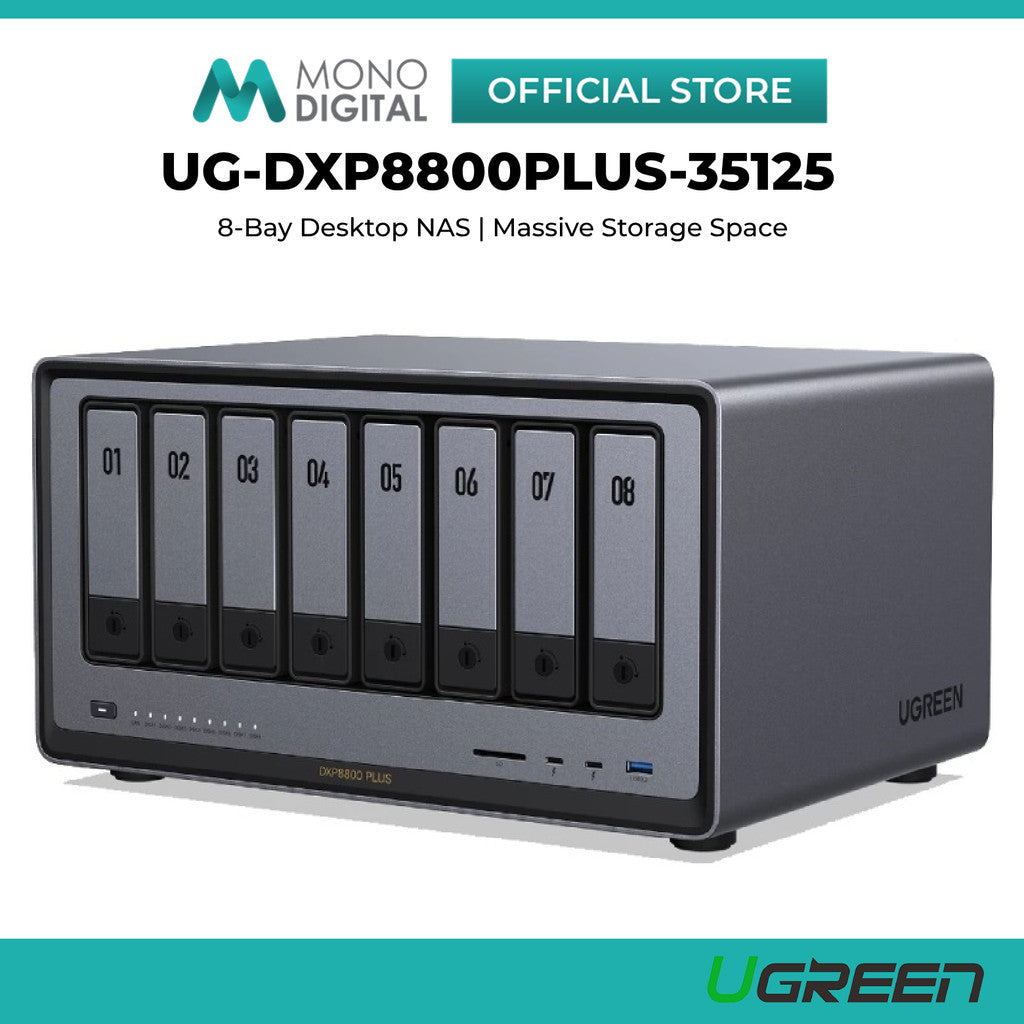 MONO
DIGITAL
OFFICIAL STORE
UG-DXP8800PLUS-35125
8-Bay Desktop NAS | Massive Storage Space
01 02 03 04 05 06 07 08
UGREEN
SD
DXP8800 PLUS
UGREEN